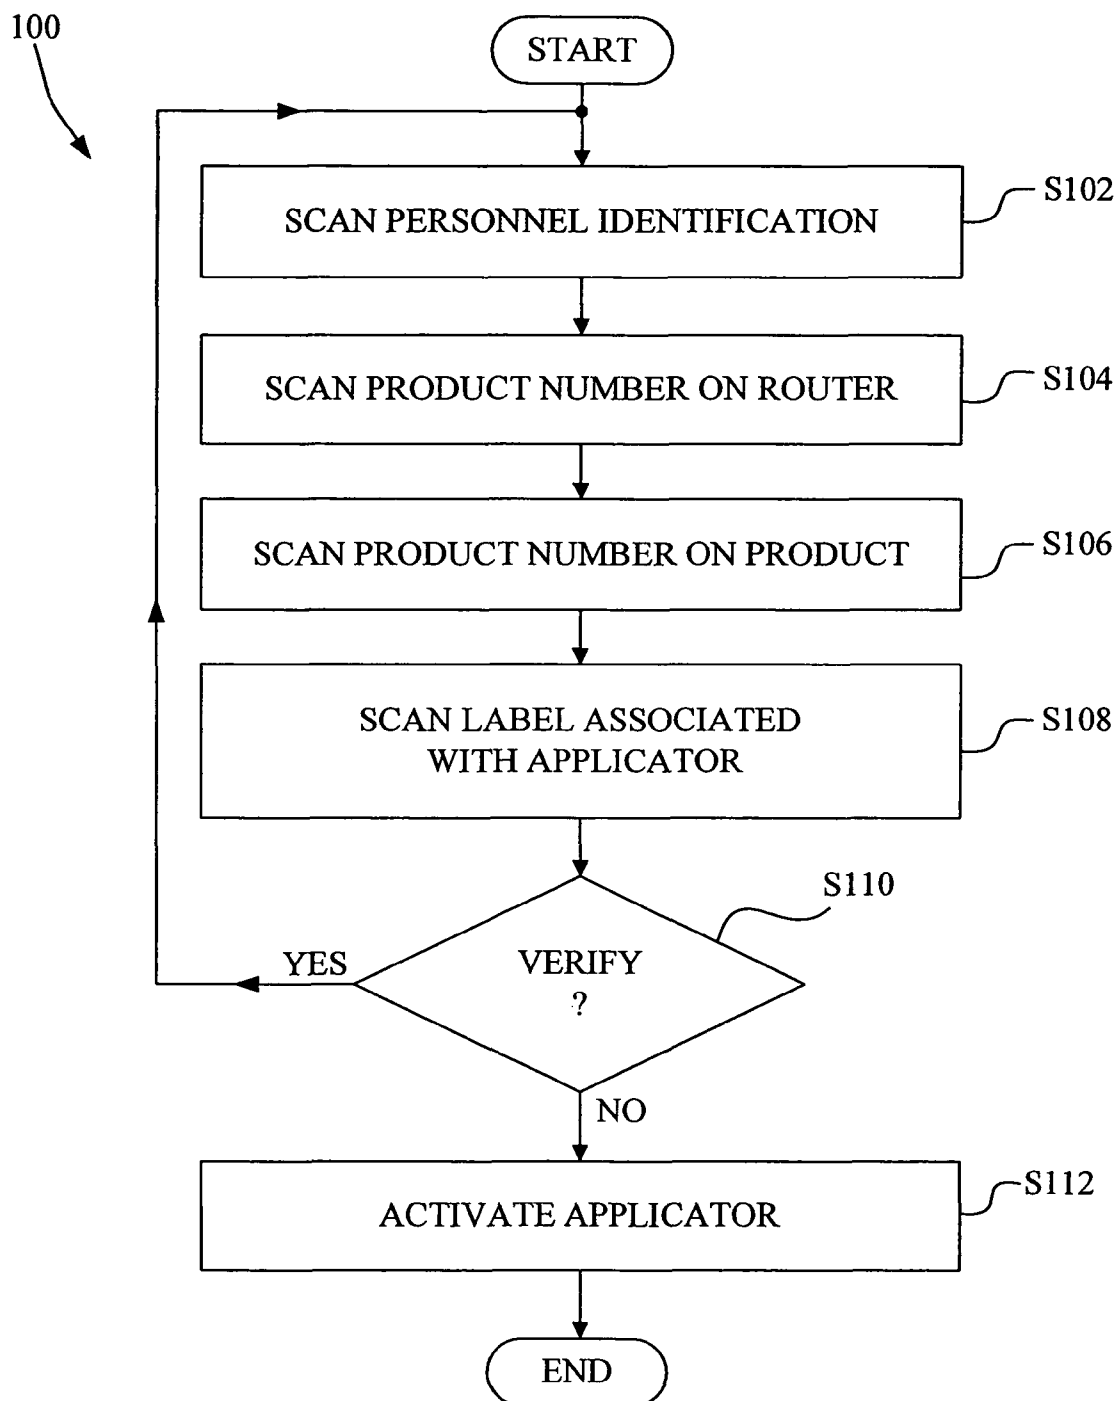 100
START
SCAN PERSONNEL IDENTIFICATION
S102
SCAN PRODUCT NUMBER ON ROUTER
S104
SCAN PRODUCT NUMBER ON PRODUCT
S106
SCAN LABEL ASSOCIATED
WITH APPLICATOR
S108
S110
YES
VERIFY
?
NO
ACTIVATE APPLICATOR
S112
END